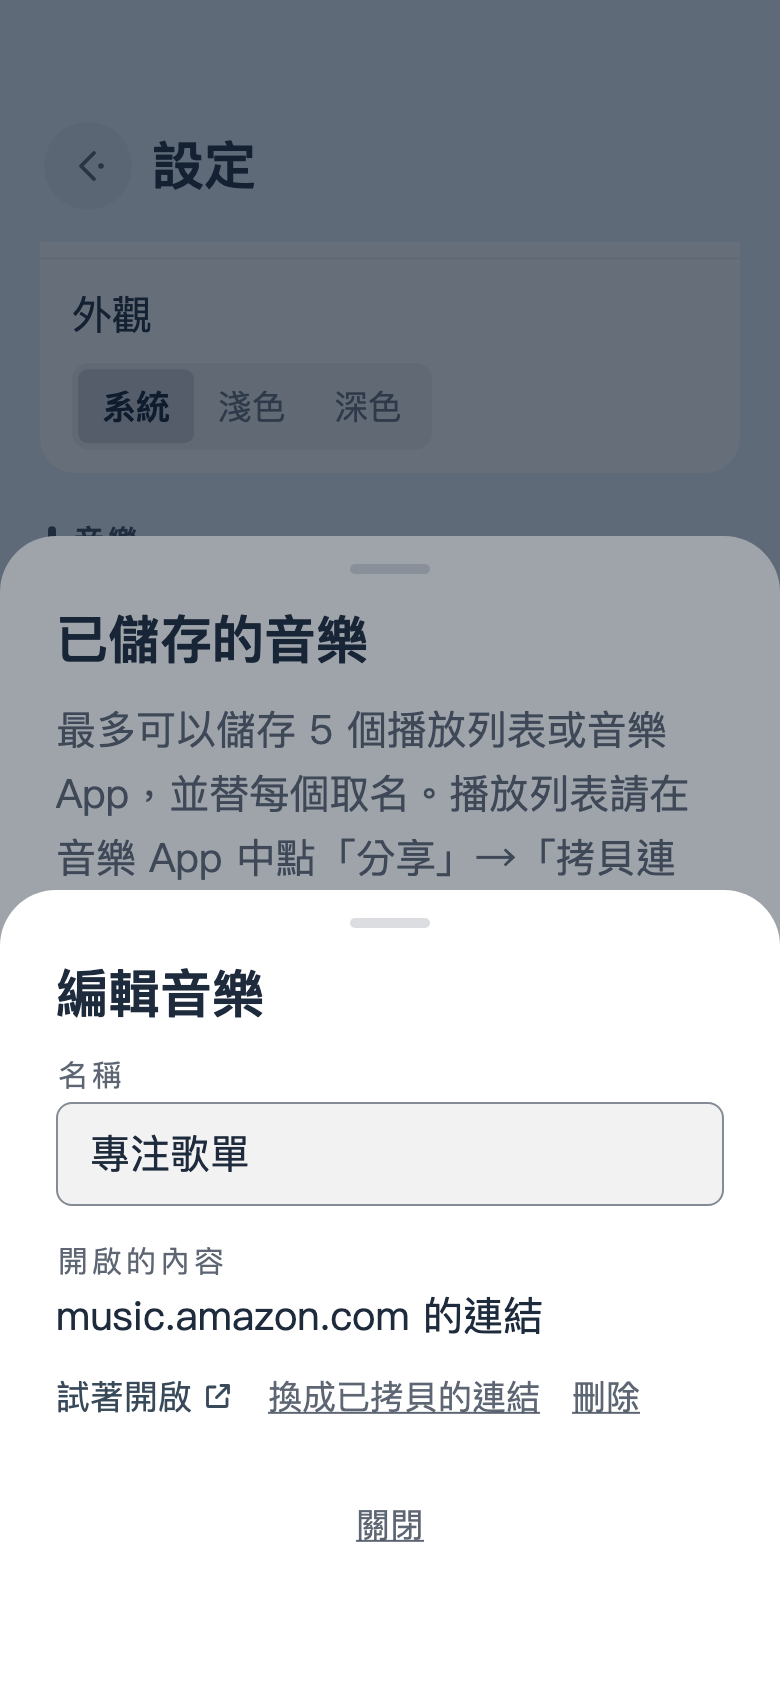 設定
外觀
系統 淺色 深色
音樂
已儲存的音樂
最多可以儲存 5 個播放列表或音樂
App，並替每個取名。播放列表請在
音樂 App 中點「分享」→「拷貝連
編輯音樂
名稱
專注歌單
開啟的內容
music.amazon.com 的連結
試著開啟 換成已拷貝的連結 刪除
關閉